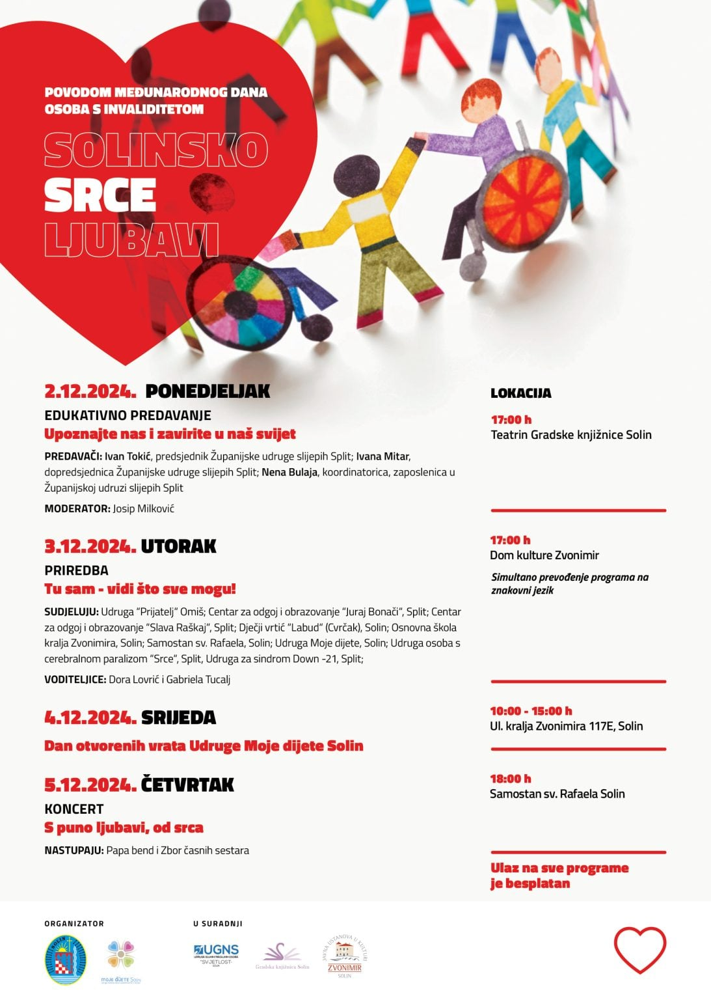 POVODOM MEĐUNARODNOG DANA
OSOBA S INVALIDITETOM
SOLINSKO
SRCE
LJUBAVI
2.12.2024. PONEDJELJAK
EDUKATIVNO PREDAVANJE
Upoznajte nas i zavirite u naš svijet
PREDAVAČI: Ivan Tokić, predsjednik Županijske udruge slijepih Split; Ivana Mitar,
dopredsjednica Županijske udruge slijepih Split; Nena Bulaja, koordinatorica, zaposlenica u
Županijskoj udruzi slijepih Split
MODERATOR: Josip Milković
LOKACIJA
17:00 h
Teatrin Gradske knjižnice Solin
3.12.2024. UTORAK
PRIREDBA
Tu sam - vidi što sve mogu!
SUDJELUJU: Udruga “Prijatelj“ Omiš; Centar za odgoj i obrazovanje “Juraj Bonači“, Split; Centar
za odgoj i obrazovanje “Slava Raškaj“, Split; Dječji vrtić “Labud“ (Cvrčak), Solin; Osnovna škola
kralja Zvonimira, Solin; Samostan sv. Rafaela, Solin; Udruga Moje dijete, Solin; Udruga osoba s
cerebralnom paralizom “Srce“, Split, Udruga za sindrom Down -21, Split;
VODITELJICE: Dora Lovrić i Gabriela Tucalj
17:00 h
Dom kulture Zvonimir
Simultano prevođenje programa na
znakovni jezik
4.12.2024. SRIJEDA
Dan otvorenih vrata Udruge Moje dijete Solin
10:00 - 15:00 h
Ul. kralja Zvonimira 117E, Solin
5.12.2024. ČETVRTAK
KONCERT
S puno ljubavi, od srca
NASTUPAJU: Papa bend i Zbor časnih sestara
18:00 h
Samostan sv. Rafaela Solin
Ulaz na sve programe
je besplatan
ORGANIZATOR
SOLIN
moje dijete Solin
U SURADNJI
UGNS
UDRUGA GLUHIH I NAGLUHIH OSOBA
"SVJETLOST"
SOLIN
Gradska knjižnica Solin
JAVNA USTANOVA U KULTURI
ZVONIMIR
SOLIN